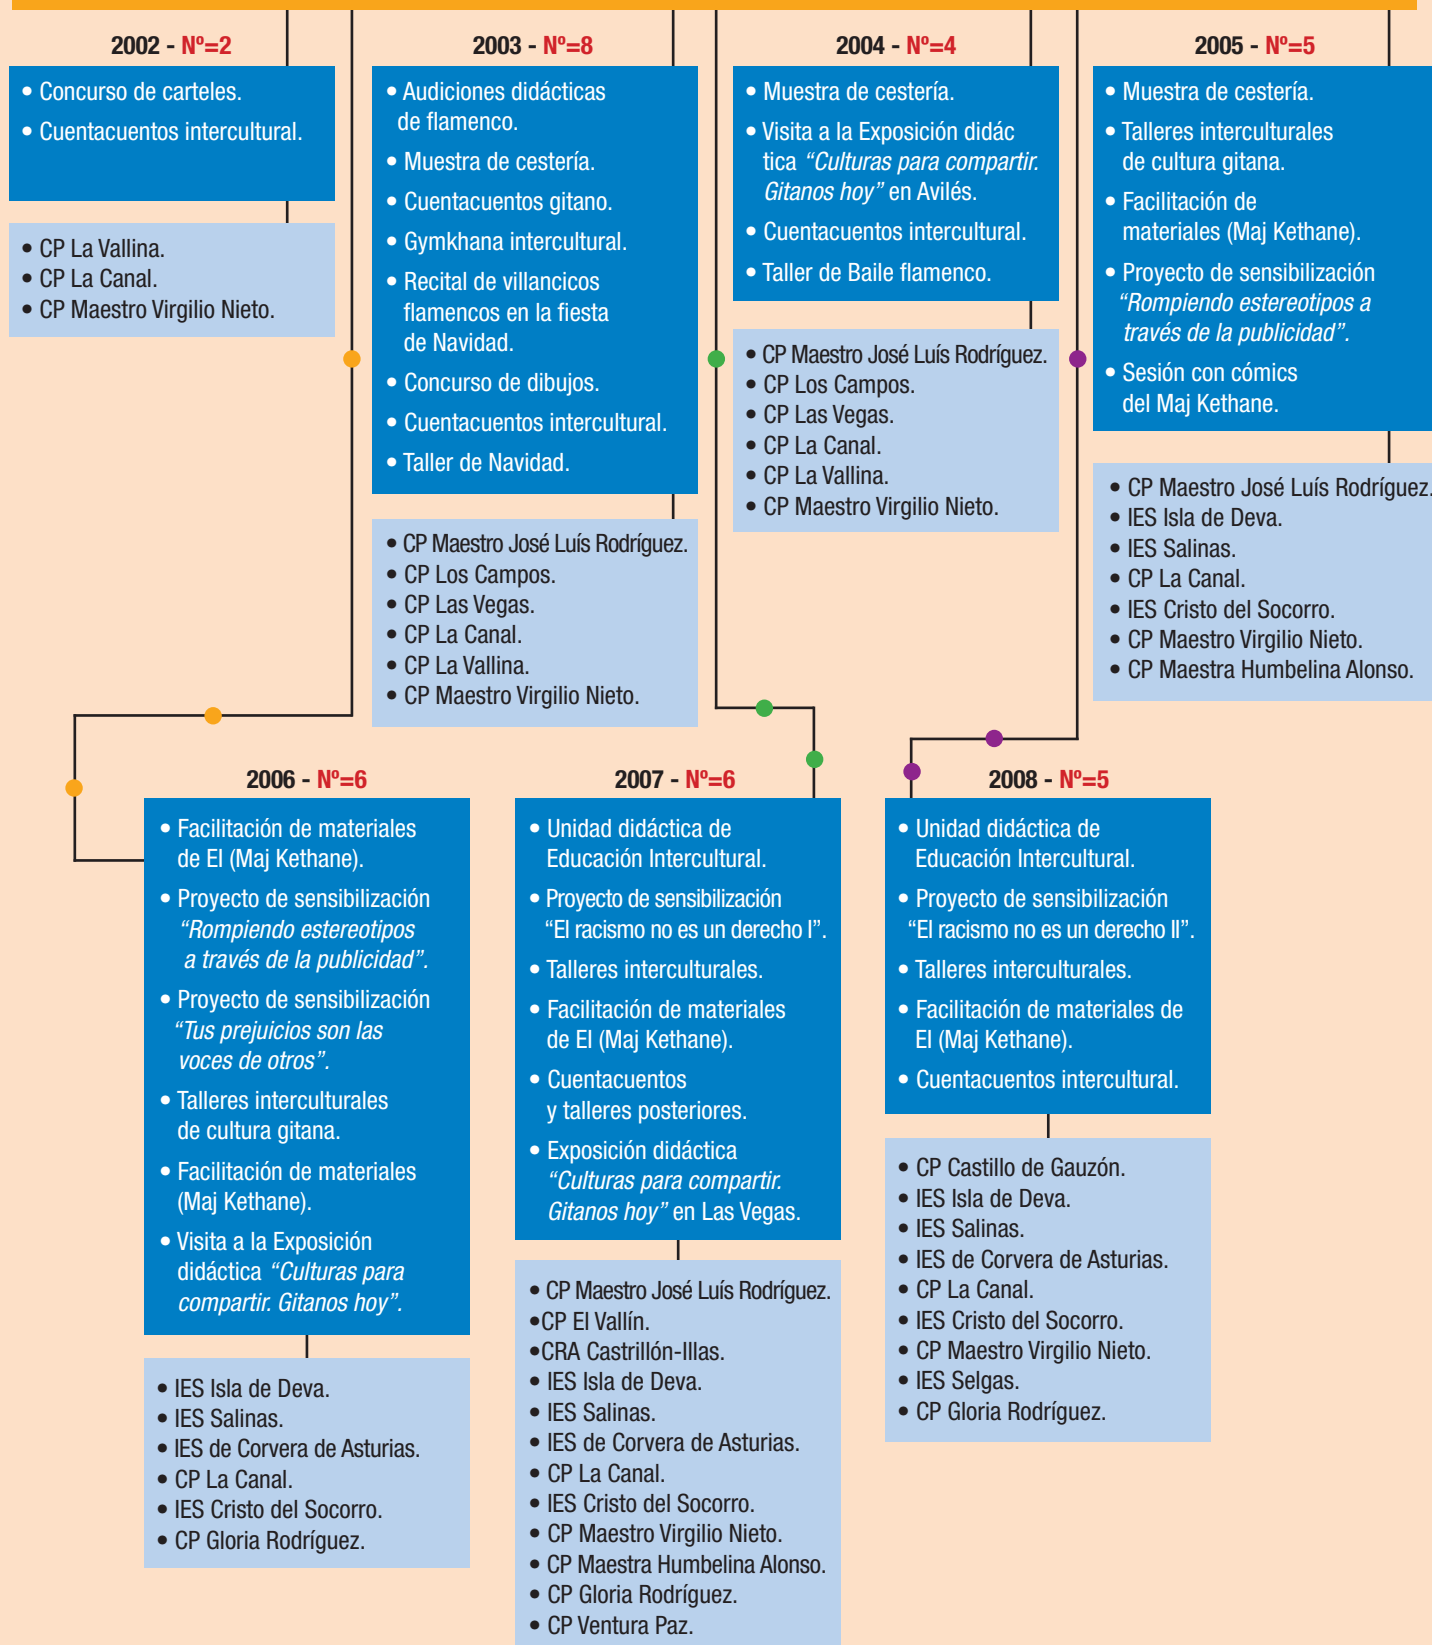 2002 - Nº=2
• Concurso de carteles.
• Cuentacuentos intercultural.
• CP La Vallina.
• CP La Canal.
• CP Maestro Virgilio Nieto.
2003 - Nº=8
• Audiciones didácticas
de flamenco.
• Muestra de cestería.
• Cuentacuentos gitano.
• Gymkhana intercultural.
• Recital de villancicos
flamencos en la fiesta
de Navidad.
• Concurso de dibujos.
• Cuentacuentos intercultural.
• Taller de Navidad.
• CP Maestro José Luís Rodríguez.
• CP Los Campos.
• CP Las Vegas.
• CP La Canal.
• CP La Vallina.
• CP Maestro Virgilio Nieto.
2004 - Nº=4
• Muestra de cestería.
• Visita a la Exposición didác
tica “Culturas para compartir.
Gitanos hoy” en Avilés.
• Cuentacuentos intercultural.
• Taller de Baile flamenco.
• CP Maestro José Luís Rodríguez.
• CP Los Campos.
• CP Las Vegas.
• CP La Canal.
• CP La Vallina.
• CP Maestro Virgilio Nieto.
2005 - Nº=5
• Muestra de cestería.
• Talleres interculturales
de cultura gitana.
• Facilitación de
materiales (Maj Kethane).
• Proyecto de sensibilización
“Rompiendo estereotipos a
través de la publicidad”.
• Sesión con cómics
del Maj Kethane.
• CP Maestro José Luís Rodríguez.
• IES Isla de Deva.
• IES Salinas.
• CP La Canal.
• IES Cristo del Socorro.
• CP Maestro Virgilio Nieto.
• CP Maestra Humbelina Alonso.
2006 - Nº=6
• Facilitación de materiales
de EI (Maj Kethane).
• Proyecto de sensibilización
“Rompiendo estereotipos
a través de la publicidad”.
• Proyecto de sensibilización
“Tus prejuicios son las
voces de otros”.
• Talleres interculturales
de cultura gitana.
• Facilitación de materiales
(Maj Kethane).
• Visita a la Exposición
didáctica “Culturas para
compartir. Gitanos hoy”.
• IES Isla de Deva.
• IES Salinas.
• IES de Corvera de Asturias.
• CP La Canal.
• IES Cristo del Socorro.
• CP Gloria Rodríguez.
2007 - Nº=6
• Unidad didáctica de
Educación Intercultural.
• Proyecto de sensibilización
“El racismo no es un derecho I”.
• Talleres interculturales.
• Facilitación de materiales
de EI (Maj Kethane).
• Cuentacuentos
y talleres posteriores.
• Exposición didáctica
“Culturas para compartir.
Gitanos hoy” en Las Vegas.
• CP Maestro José Luís Rodríguez.
•CP El Vallín.
•CRA Castrillón-Illas.
• IES Isla de Deva.
• IES Salinas.
• IES de Corvera de Asturias.
• CP La Canal.
• IES Cristo del Socorro.
• CP Maestro Virgilio Nieto.
• CP Maestra Humbelina Alonso.
• CP Gloria Rodríguez.
• CP Ventura Paz.
2008 - Nº=5
• Unidad didáctica de
Educación Intercultural.
• Proyecto de sensibilización
“El racismo no es un derecho II”.
• Talleres interculturales.
• Facilitación de materiales de
EI (Maj Kethane).
• Cuentacuentos intercultural.
• CP Castillo de Gauzón.
• IES Isla de Deva.
• IES Salinas.
• IES de Corvera de Asturias.
• CP La Canal.
• IES Cristo del Socorro.
• CP Maestro Virgilio Nieto.
• IES Selgas.
• CP Gloria Rodríguez.